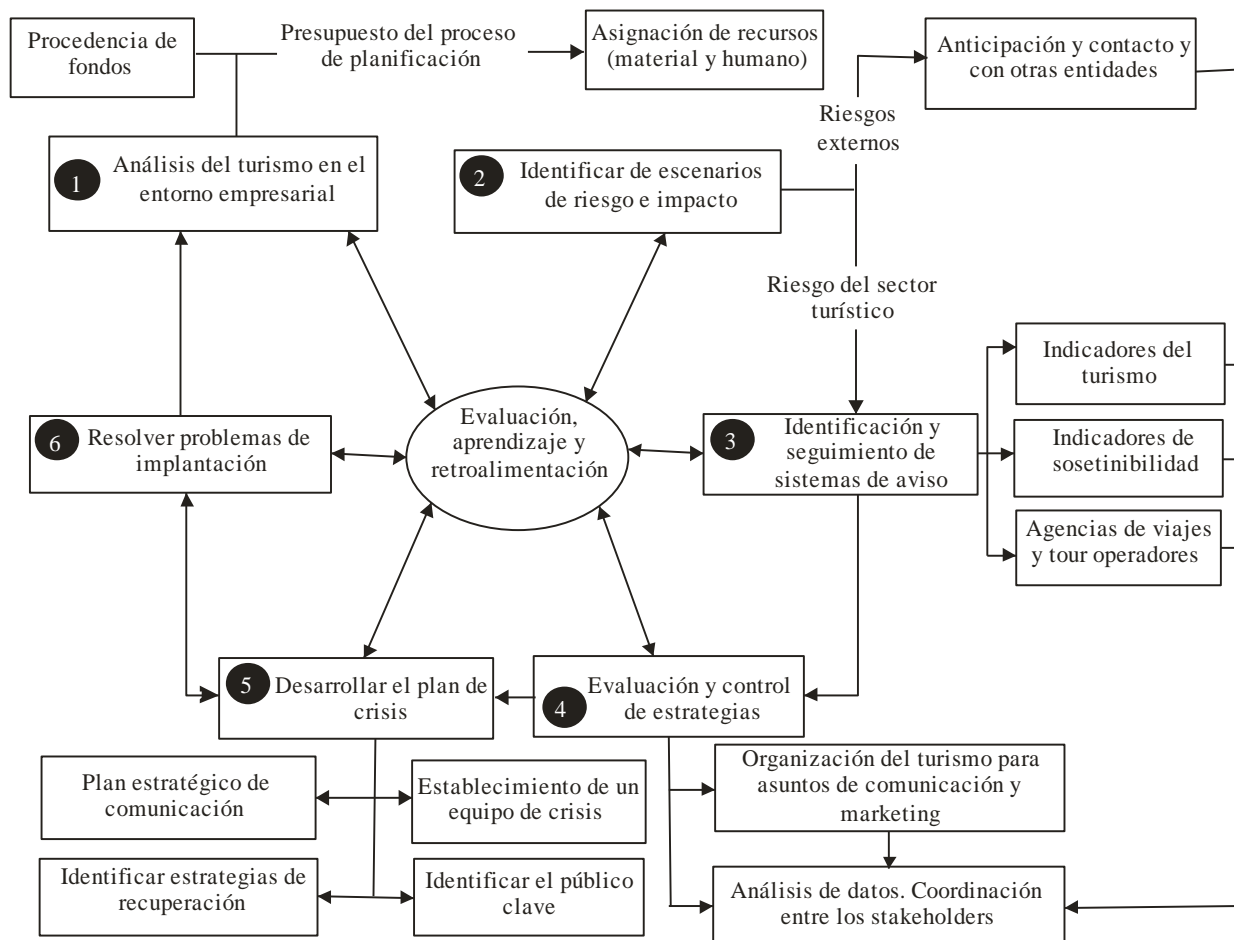 Procedencia de
fondos
Presupuesto del proceso
de planificación
Asignación de recursos
(material y humano)
Anticipación y contacto y
con otras entidades
Riesgos
externos
1
Análisis del turismo en el
entorno empresarial
2
Identificar de escenarios
de riesgo e impacto
Riesgo del sector
turístico
Indicadores del
turismo
Evaluación,
aprendizaje y
retroalimentación
6
Resolver problemas de
implantación
3
Identificación y
seguimiento de
sistemas de aviso
Indicadores de
sosetinibilidad
Agencias de viajes
y tour operadores
5
Desarrollar el plan de
crisis
4
Evaluación y control
de estrategias
Plan estratégico de
comunicación
Establecimiento de un
equipo de crisis
Organización del turismo para
asuntos de comunicación y
marketing
Identificar estrategias de
recuperación
Identificar el público
clave
Análisis de datos. Coordinación
entre los stakeholders